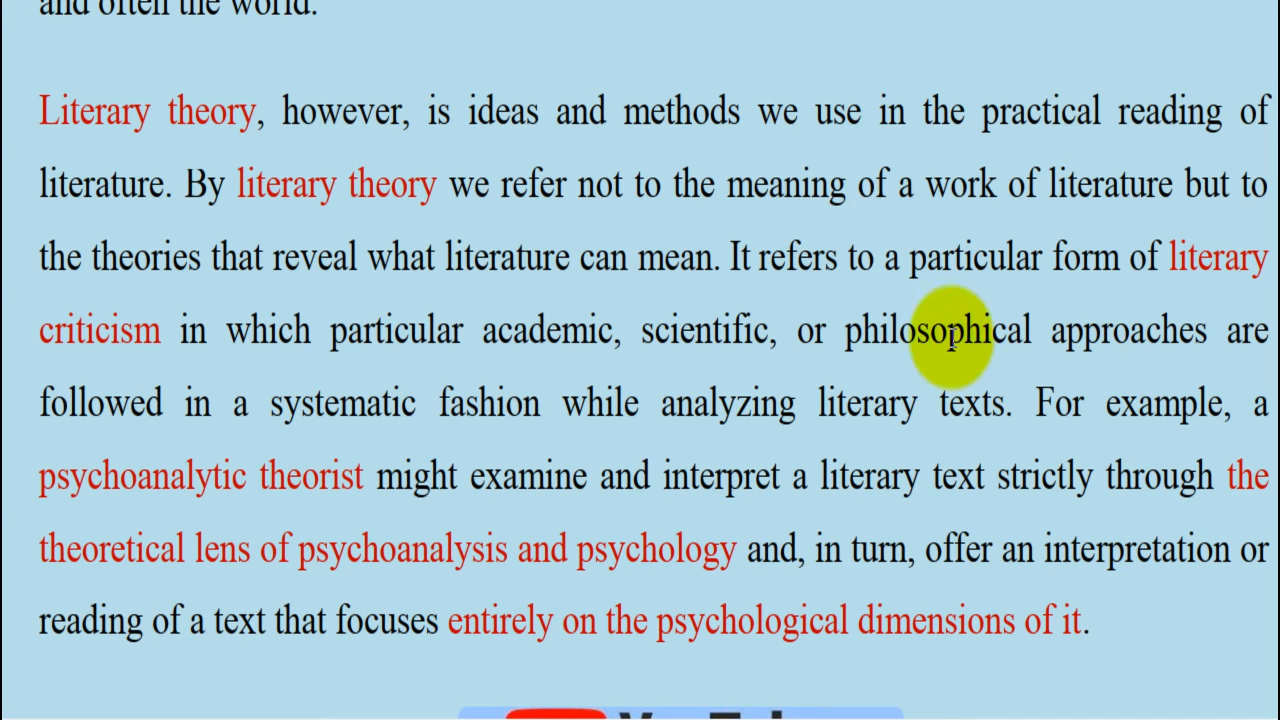 and often the world.
Literary theory, however, is ideas and methods we use in the practical reading of
literature. By literary theory we refer not to the meaning of a work of literature but to
the theories that reveal what literature can mean. It refers to a particular form of literary
criticism in which particular academic, scientific, or philosophical approaches are
followed in a systematic fashion while analyzing literary texts. For example, a
psychoanalytic theorist might examine and interpret a literary text strictly through the
theoretical lens of psychoanalysis and psychology and, in turn, offer an interpretation or
reading of a text that focuses entirely on the psychological dimensions of it.